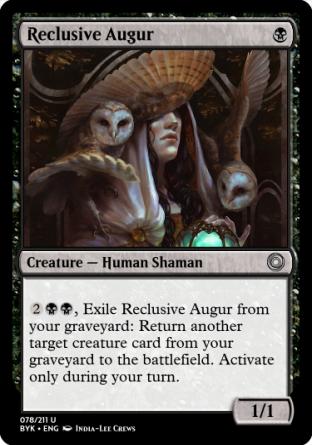 Reclusive Augur
Creature — Human Shaman
2, Exile Reclusive Augur from
your graveyard: Return another
target creature card from your
graveyard to the battlefield. Activate
only during your turn.
078/211 U
BYK • ENG India-Lee Crews
1/1